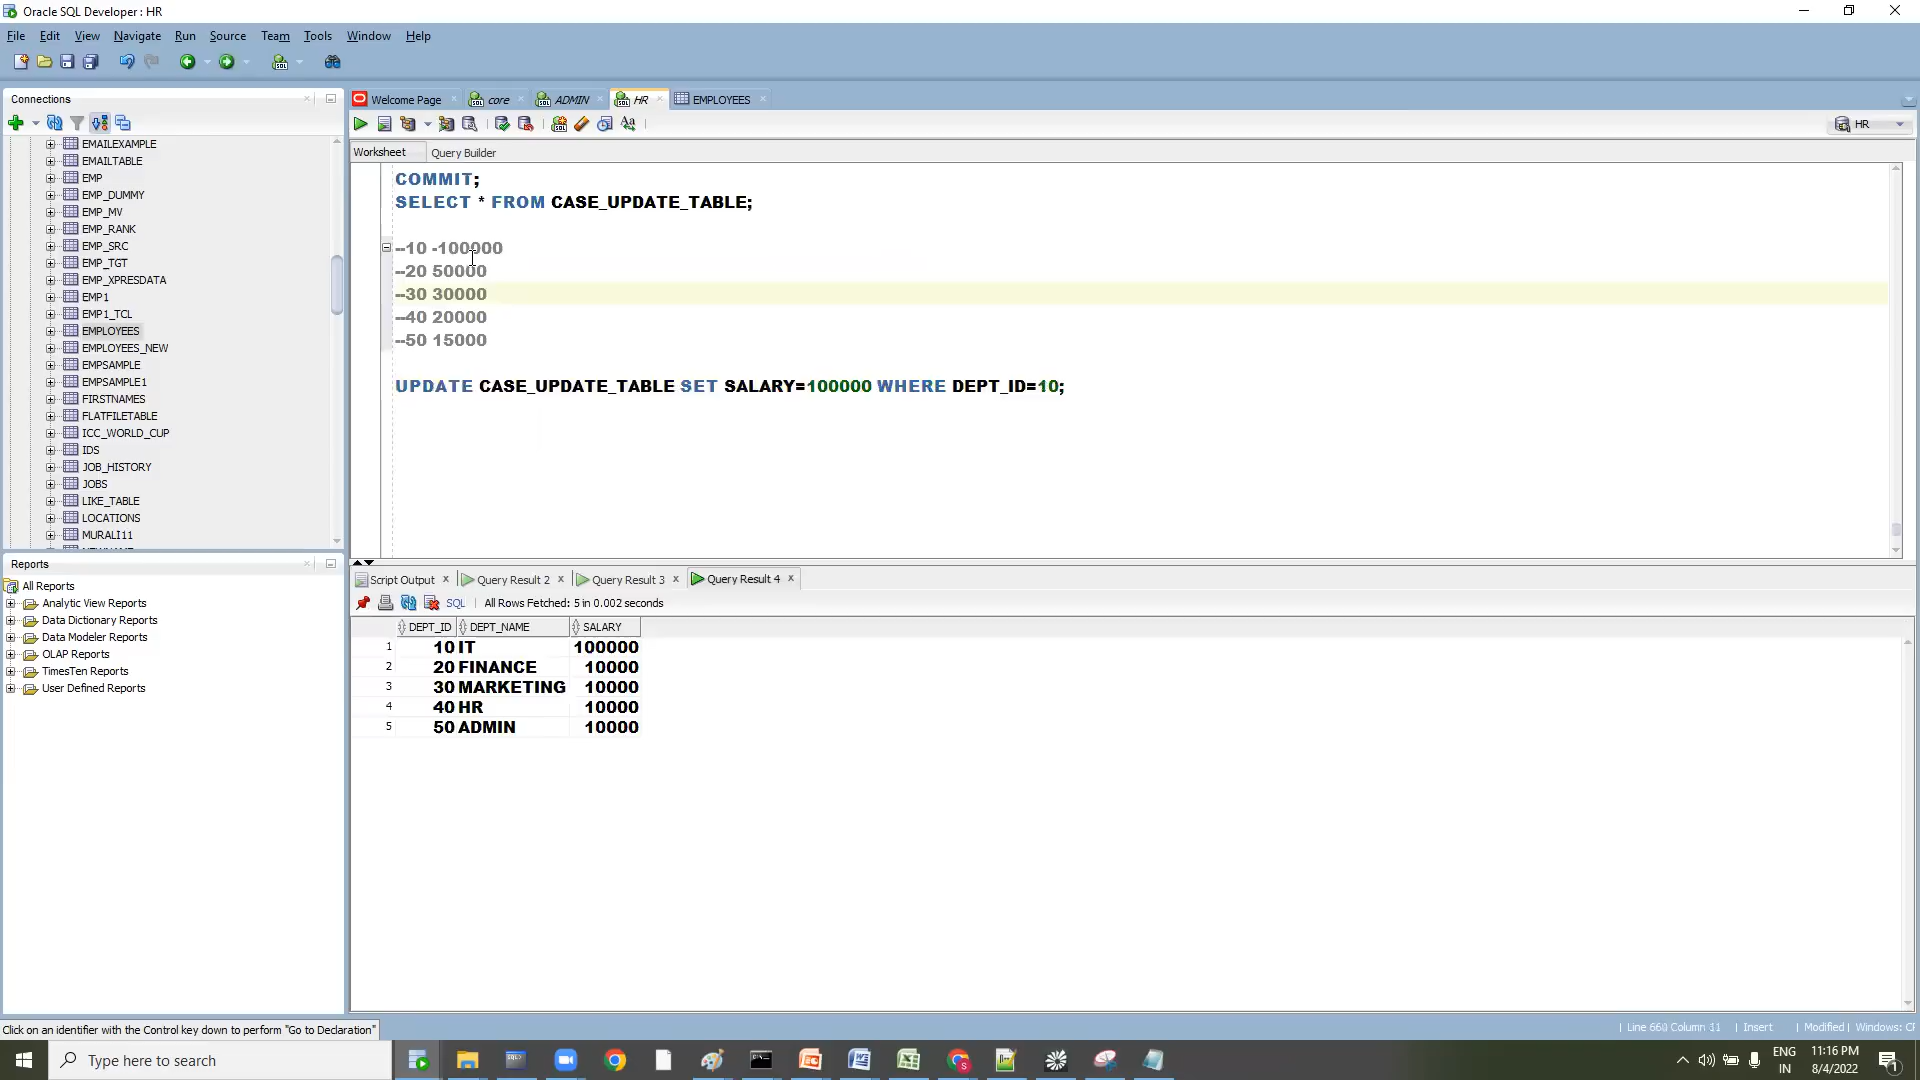 Oracle SQL Developer : HR
File Edit View Navigate Run Source Team Tools Window Help
Connections
EMAILEXAMPLE
EMAILTABLE
EMP
EMP_DUMMY
EMP_MV
EMP_RANK
EMP_SRC
EMP_TGT
EMP_XPRESDATA
EMP1
EMP1_TCL
EMPLOYEES
EMPLOYEES_NEW
EMPSAMPLE
EMPSAMPLE1
FIRSTNAMES
FLATFILETABLE
ICC_WORLD_CUP
IDS
JOB_HISTORY
JOBS
LIKE_TABLE
LOCATIONS
MURALI11
Reports
All Reports
Analytic View Reports
Data Dictionary Reports
Data Modeler Reports
OLAP Reports
TimesTen Reports
User Defined Reports
Welcome Page core ADMIN HR EMPLOYEES
HR
Worksheet Query Builder
COMMIT;
SELECT * FROM CASE_UPDATE_TABLE;
--10 -100000
--20 50000
--30 30000
--40 20000
--50 15000
UPDATE CASE_UPDATE_TABLE SET SALARY=100000 WHERE DEPT_ID=10;
Script Output Query Result 2 Query Result 3 Query Result 4
SQL All Rows Fetched: 5 in 0.002 seconds
DEPT_ID DEPT_NAME SALARY
1 10 IT 100000
2 20 FINANCE 10000
3 30 MARKETING 10000
4 40 HR 10000
5 50 ADMIN 10000
Click on an identifier with the Control key down to perform "Go to Declaration"
Line 660 Column 11 Insert Modified Windows: CF
Type here to search
ENG
IN
11:16 PM
8/4/2022
1